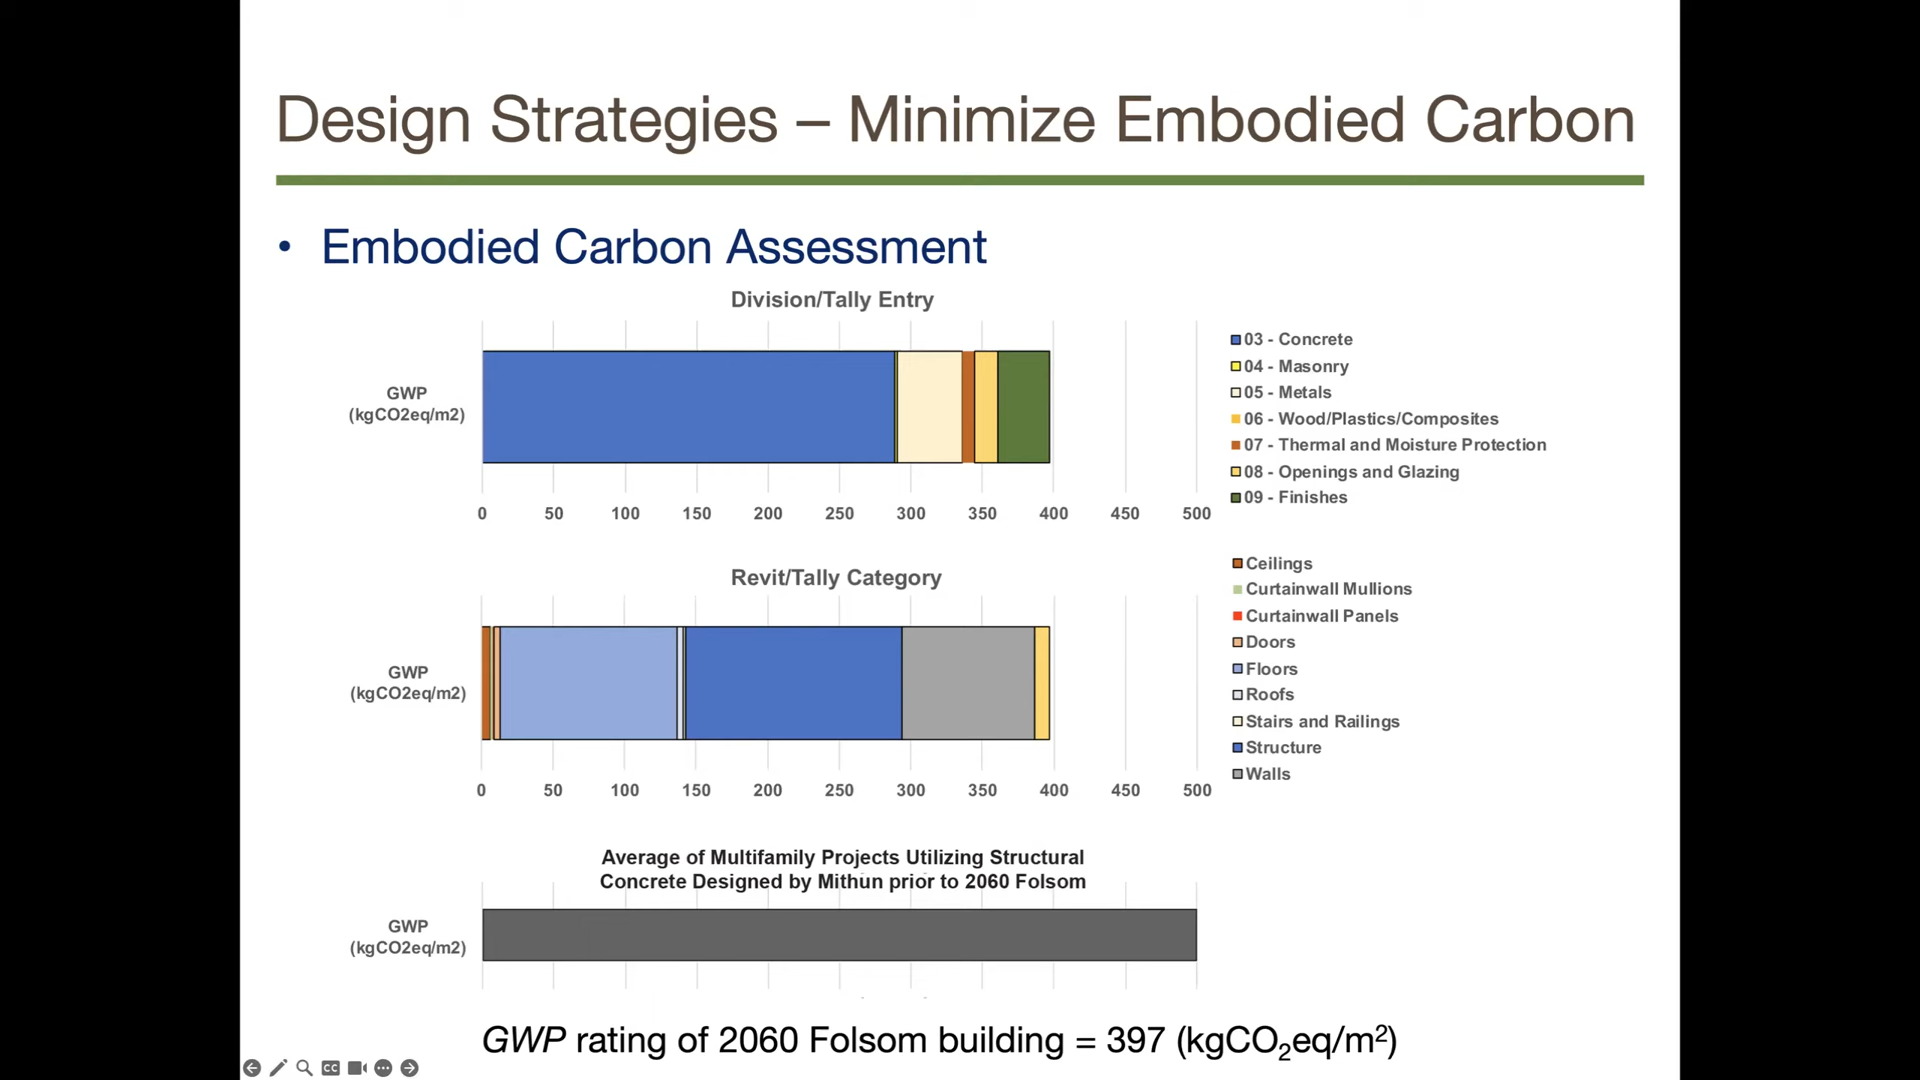 Design Strategies – Minimize Embodied Carbon
• Embodied Carbon Assessment
Division/Tally Entry
GWP
(kgCO2eq/m2)
0 50 100 150 200 250 300 350 400 450 500
03 - Concrete
04 - Masonry
05 - Metals
06 - Wood/Plastics/Composites
07 - Thermal and Moisture Protection
08 - Openings and Glazing
09 - Finishes
Revit/Tally Category
GWP
(kgCO2eq/m2)
0 50 100 150 200 250 300 350 400 450 500
Ceilings
Curtainwall Mullions
Curtainwall Panels
Doors
Floors
Roofs
Stairs and Railings
Structure
Walls
Average of Multifamily Projects Utilizing Structural
Concrete Designed by Mithun prior to 2060 Folsom
GWP
(kgCO2eq/m2)
GWP rating of 2060 Folsom building = 397 (kgCO₂eq/m²)
CC